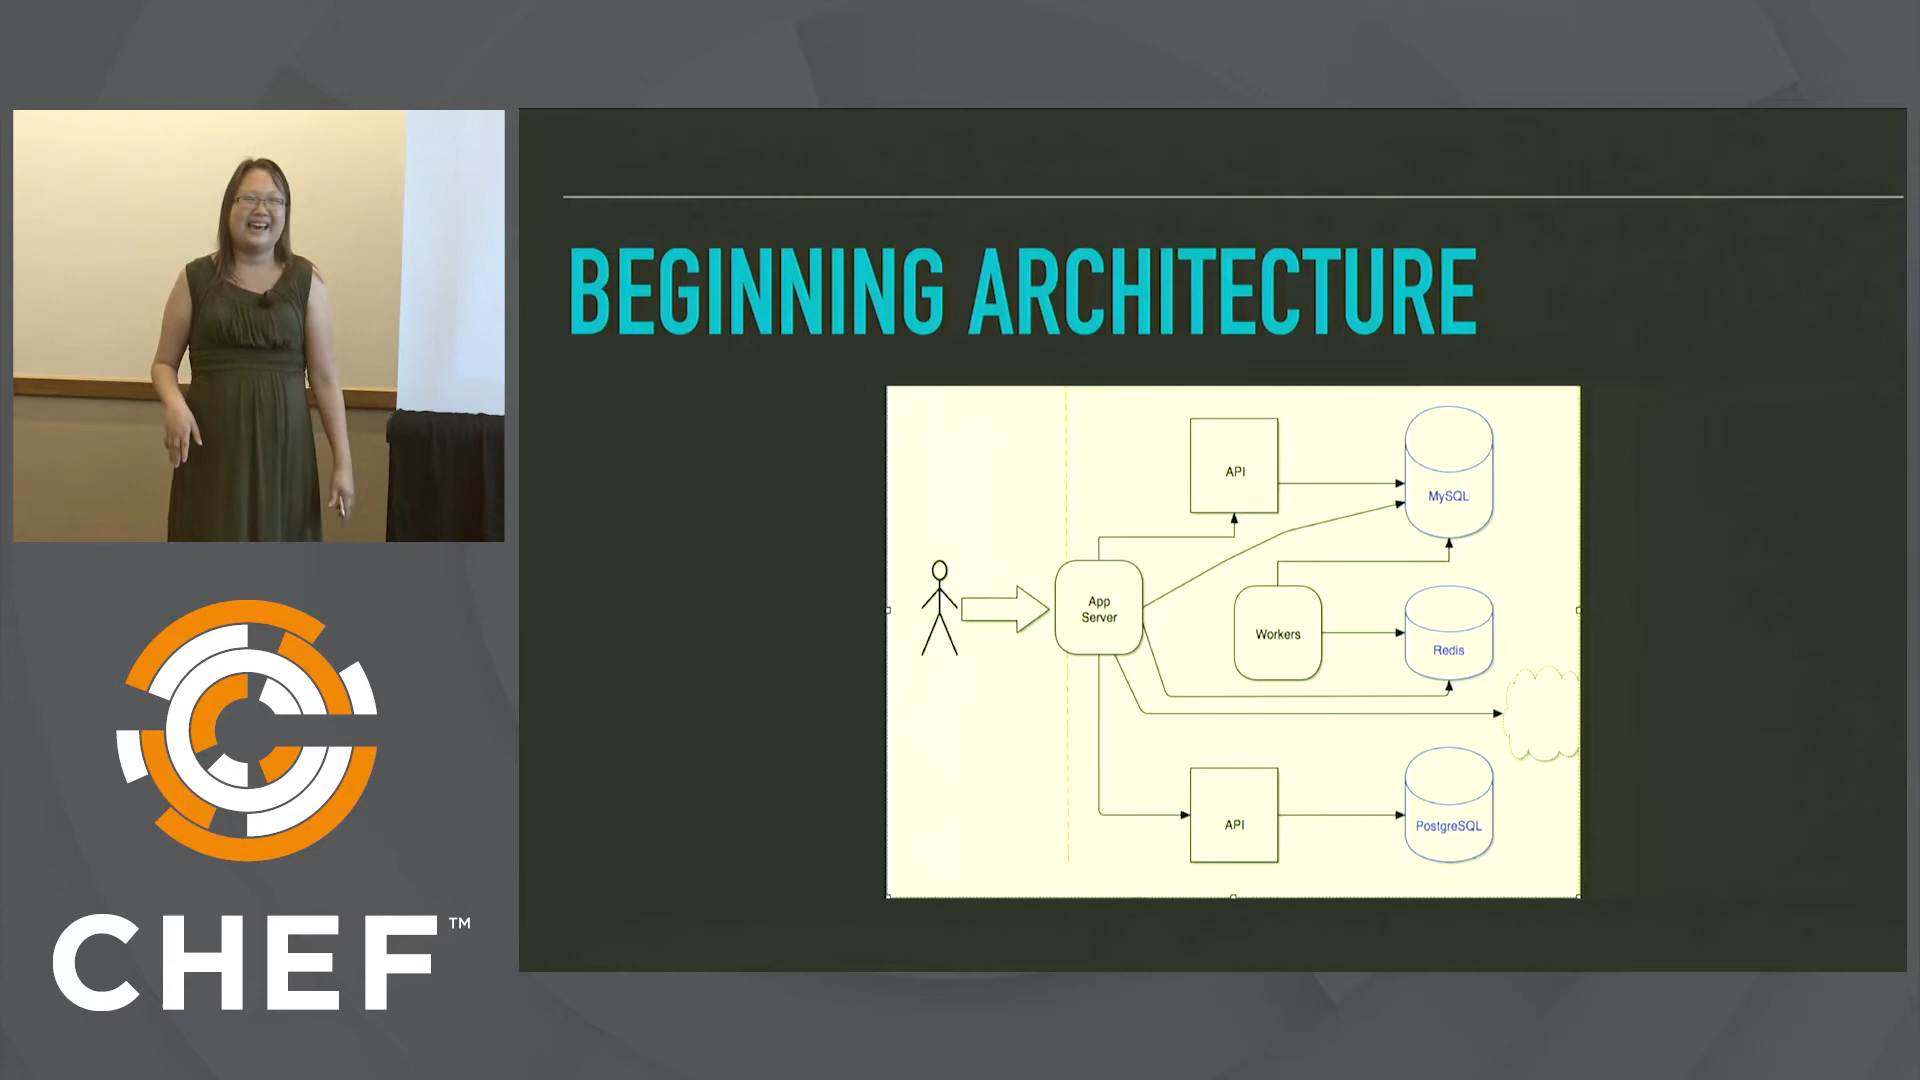 BEGINNING ARCHITECTURE
API
MySQL
App
Server
Workers
Redis
API
PostgreSQL
CHEF™